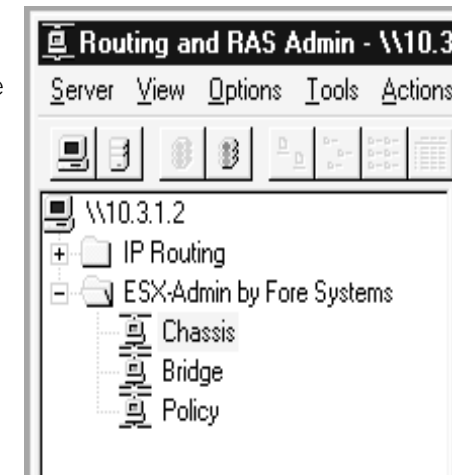 e
Routing and RAS Admin - \\10.3
Server View Options Tools Actions
\\10.3.1.2
IP Routing
ESX-Admin by Fore Systems
Chassis
Bridge
Policy